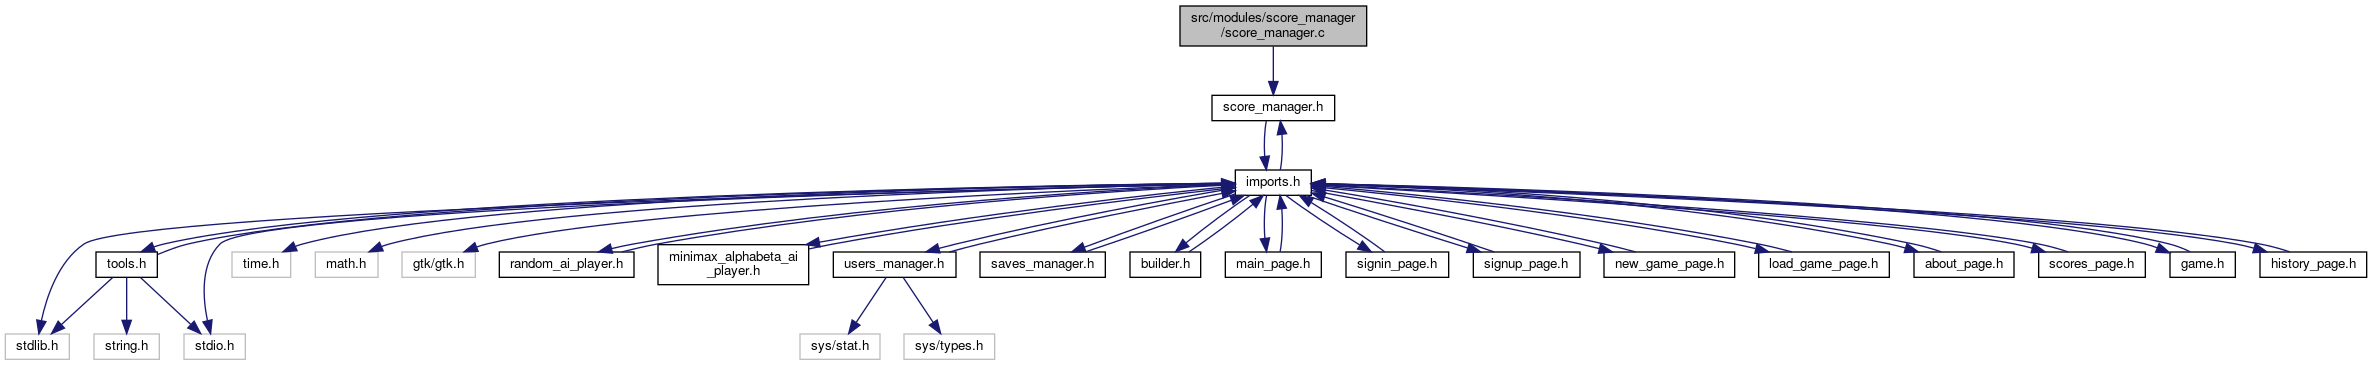 src/modules/score_manager
/score_manager.c
score_manager.h
imports.h
tools.h
time.h
math.h
gtk/gtk.h
random_ai_player.h
minimax_alphabeta_ai
_player.h
users_manager.h
saves_manager.h
builder.h
main_page.h
signin_page.h
signup_page.h
new_game_page.h
load_game_page.h
about_page.h
scores_page.h
game.h
history_page.h
stdlib.h
string.h
stdio.h
sys/stat.h
sys/types.h